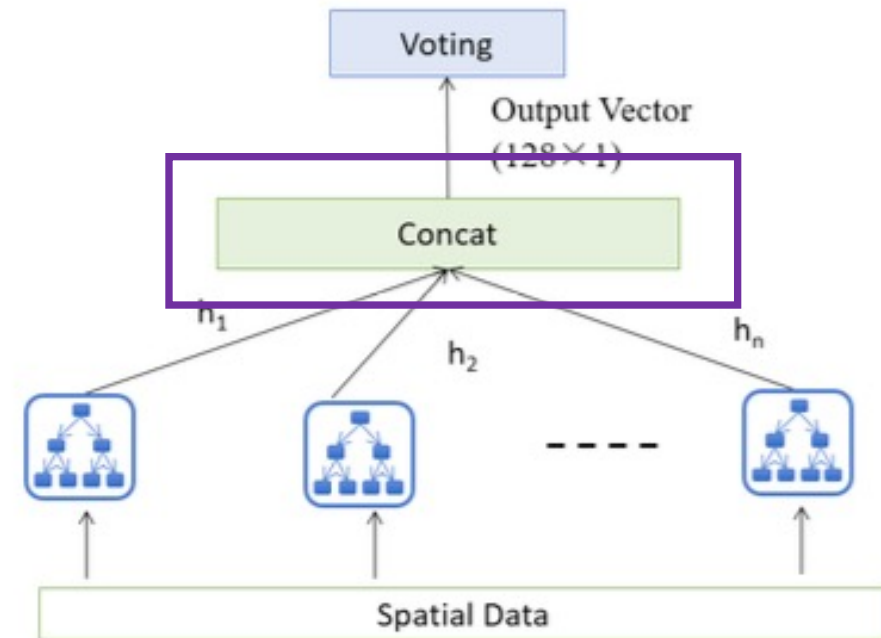 Voting
Output Vector
(128×1)
Concat
h₁
h₂
hₙ
Spatial Data